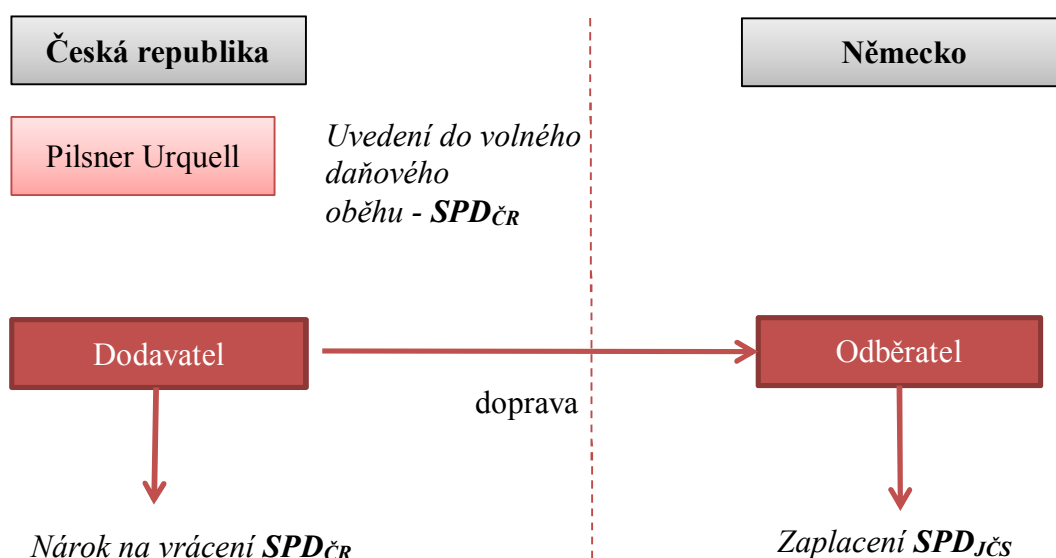 Česká republika
Německo
Pilsner Urquell
Uvedení do volného
daňového
oběhu - SPDČR
Dodavatel
Odběratel
doprava
Nárok na vrácení SPDČR
Zaplacení SPDJČS